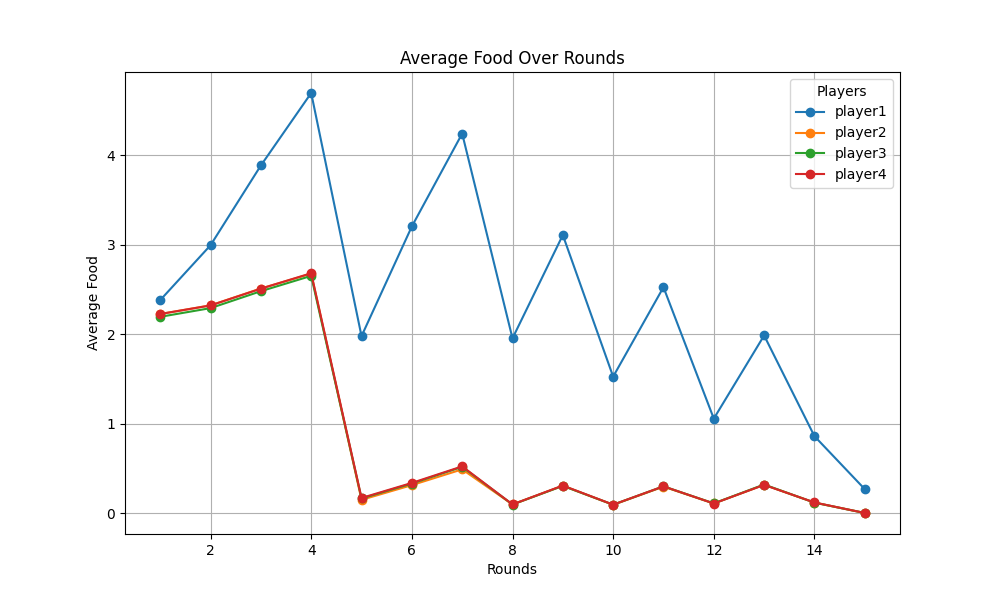 Average Food Over Rounds
Players
player1
player2
player3
player4
Average Food
4
3
2
1
0
2 4 6 8 10 12 14
Rounds